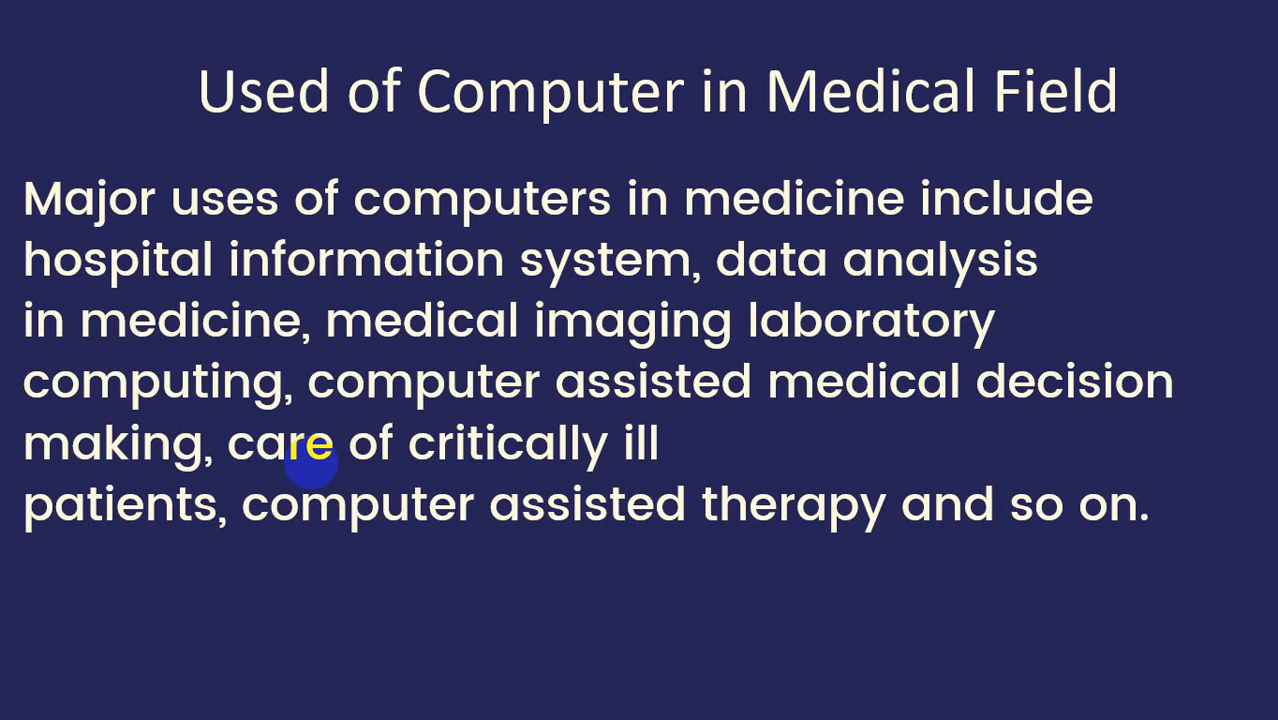 Used of Computer in Medical Field
Major uses of computers in medicine include
hospital information system, data analysis
in medicine, medical imaging laboratory
computing, computer assisted medical decision
making, care of critically ill
patients, computer assisted therapy and so on.